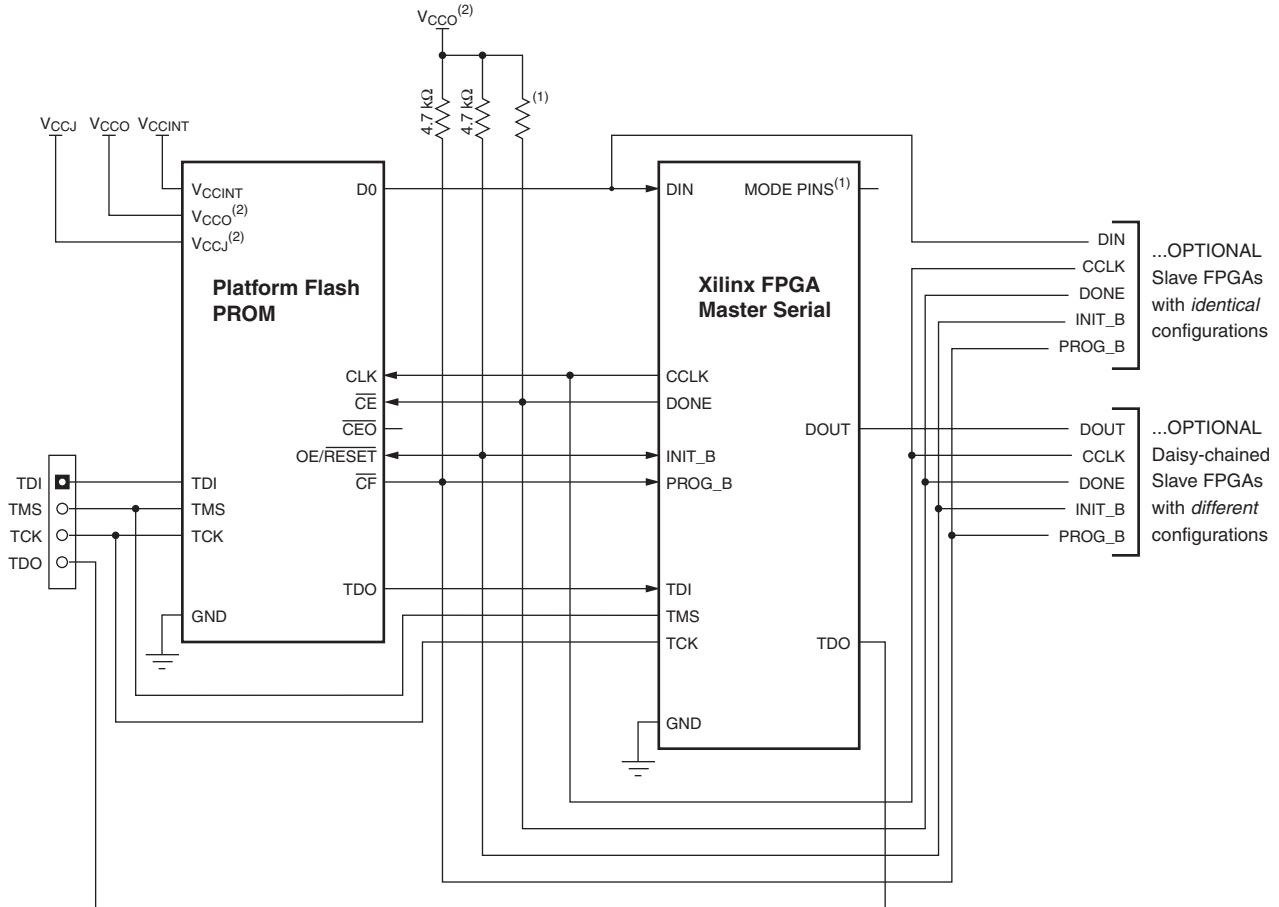 VCCO(2)
4.7 kΩ
4.7 kΩ
(1)
VCCJ VCCO VCCINT
VCCINT
VCCO(2)
VCCJ(2)
D0
Platform Flash
PROM
CLK
CE
CEO
OE/RESET
CF
TDI
TMS
TCK
TDO
GND
TDI
TMS
TCK
TDO
DIN
MODE PINS(1)
Xilinx FPGA
Master Serial
CCLK
DONE
DOUT
INIT_B
PROG_B
TDI
TMS
TCK
TDO
GND
DIN
CCLK
DONE
INIT_B
PROG_B
...OPTIONAL
Slave FPGAs
with identical
configurations
DOUT
CCLK
DONE
INIT_B
PROG_B
...OPTIONAL
Daisy-chained
Slave FPGAs
with different
configurations